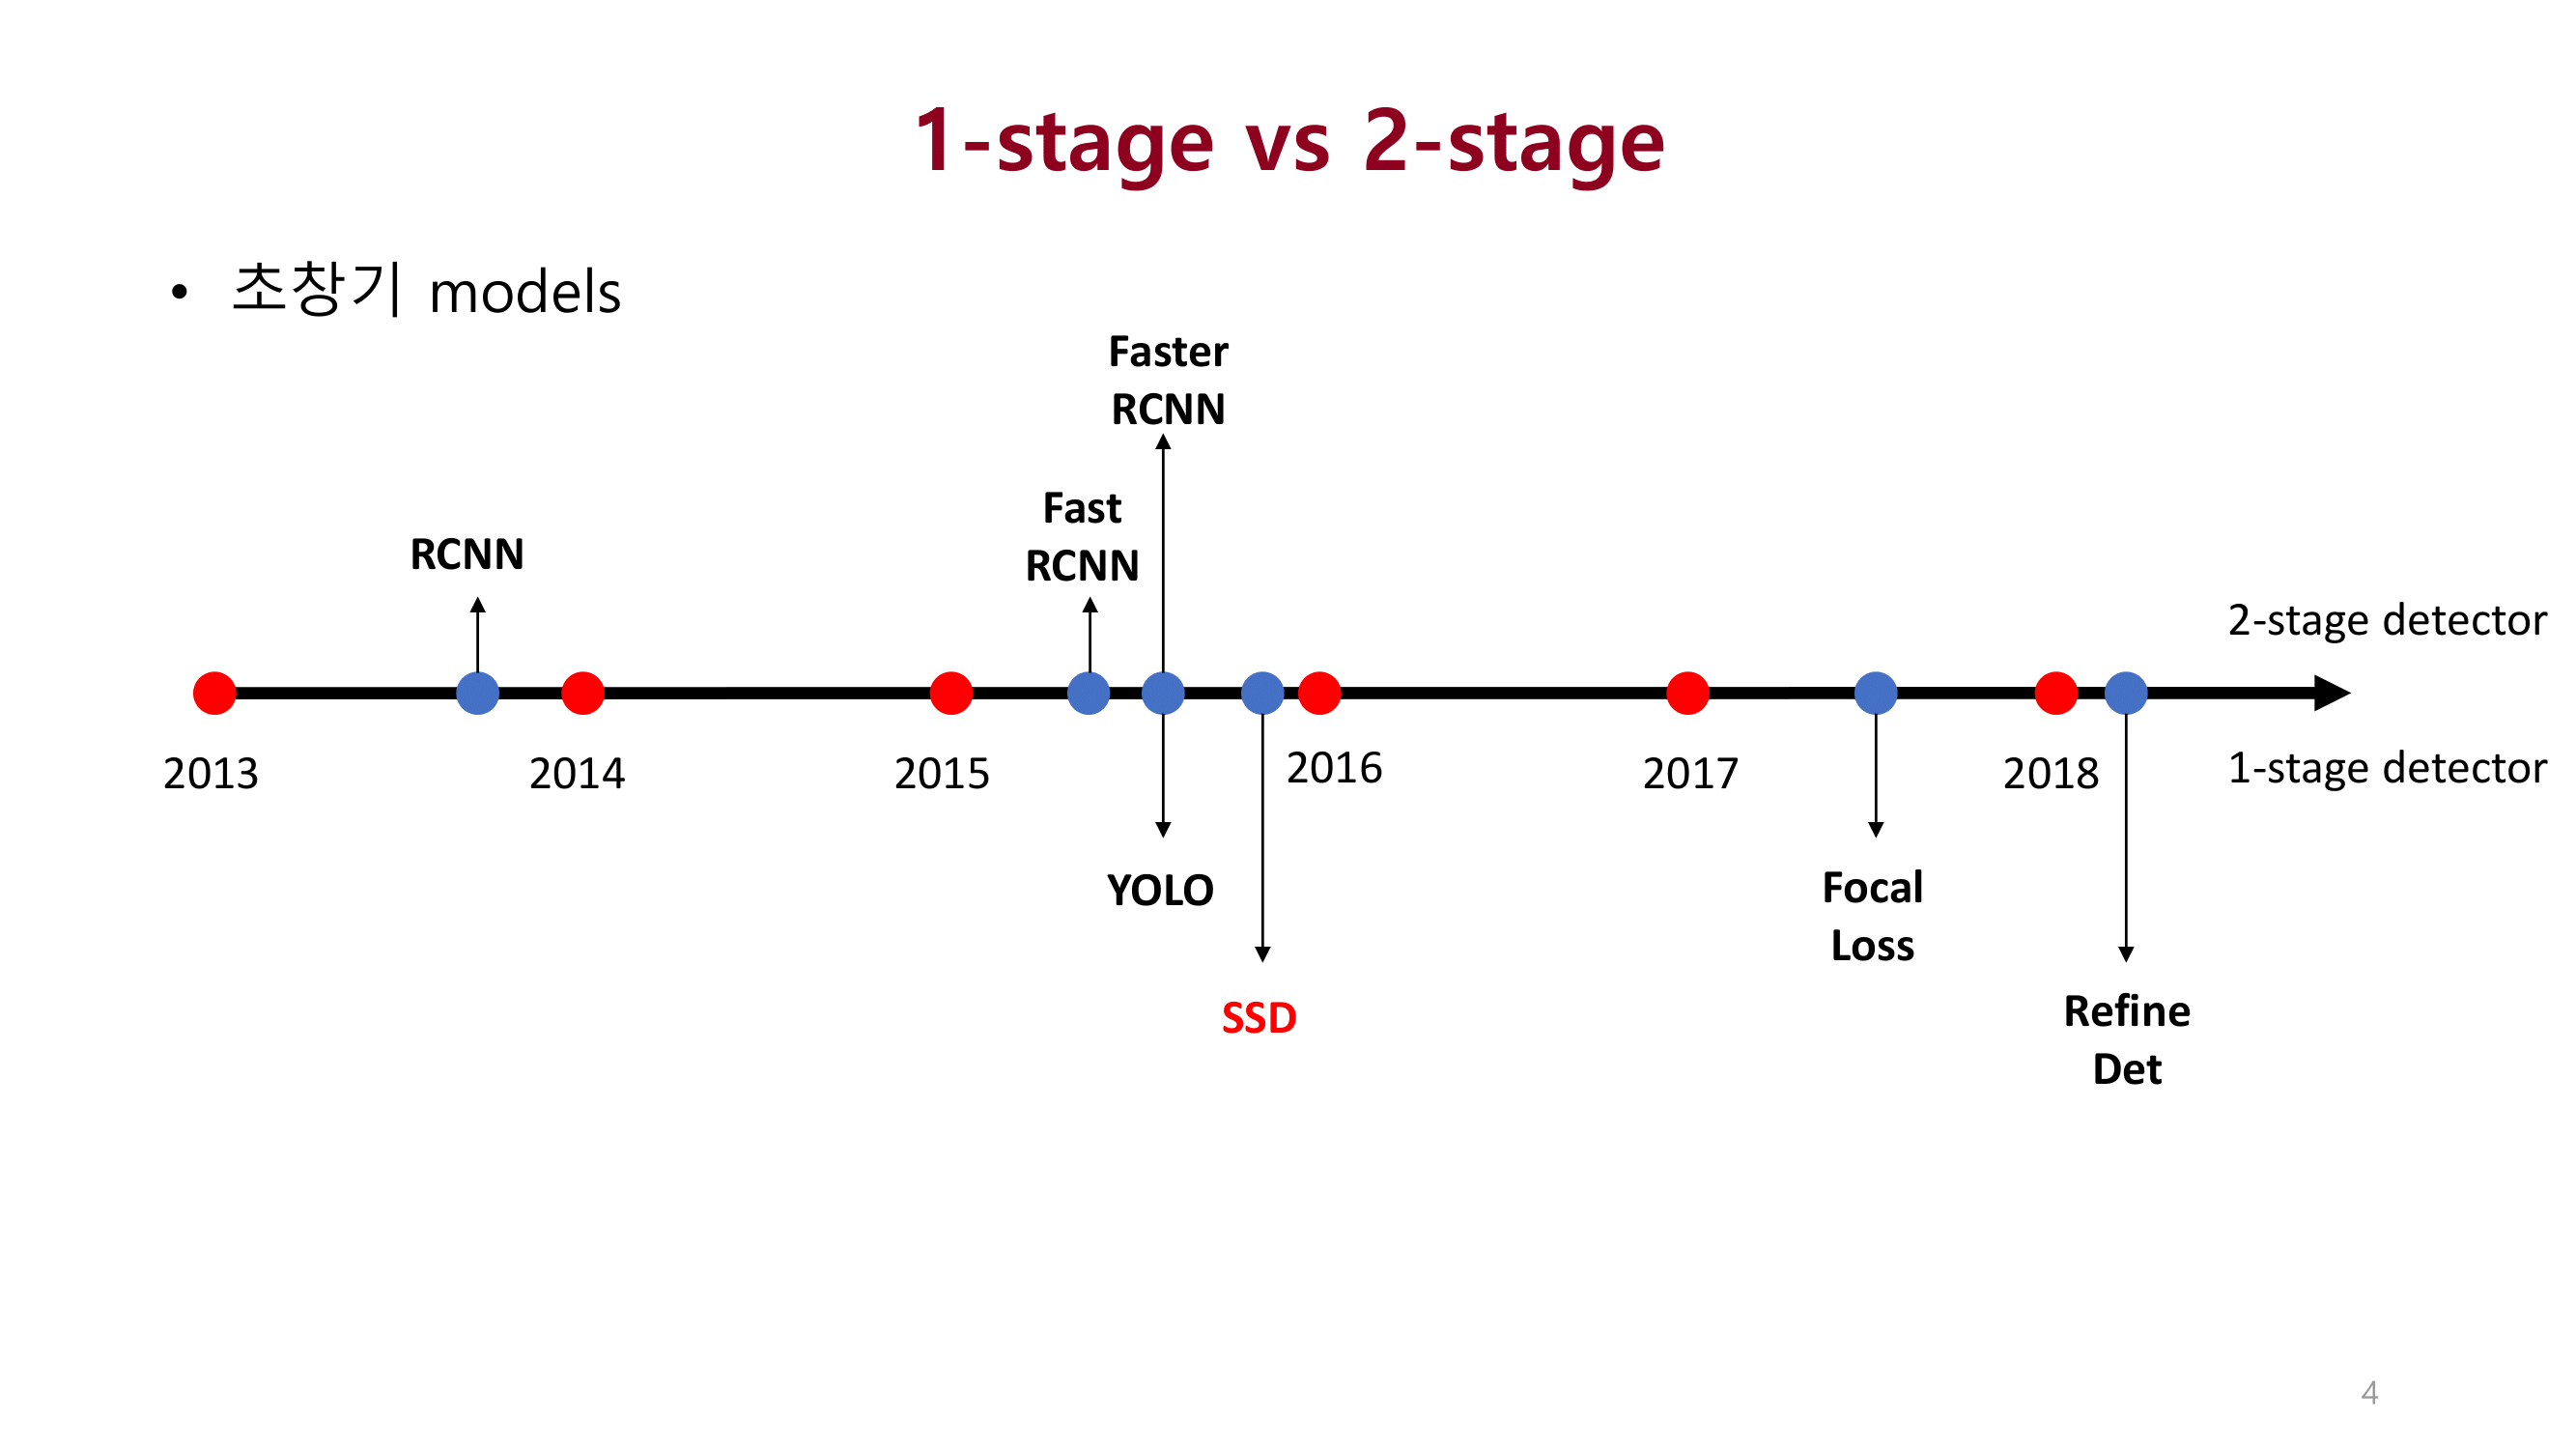 1-stage vs 2-stage
• 초창기 models
Faster
RCNN
Fast
RCNN
RCNN
2-stage detector
2013
2014
2015
2016
2017
2018
1-stage detector
YOLO
Focal
Loss
SSD
Refine
Det
4